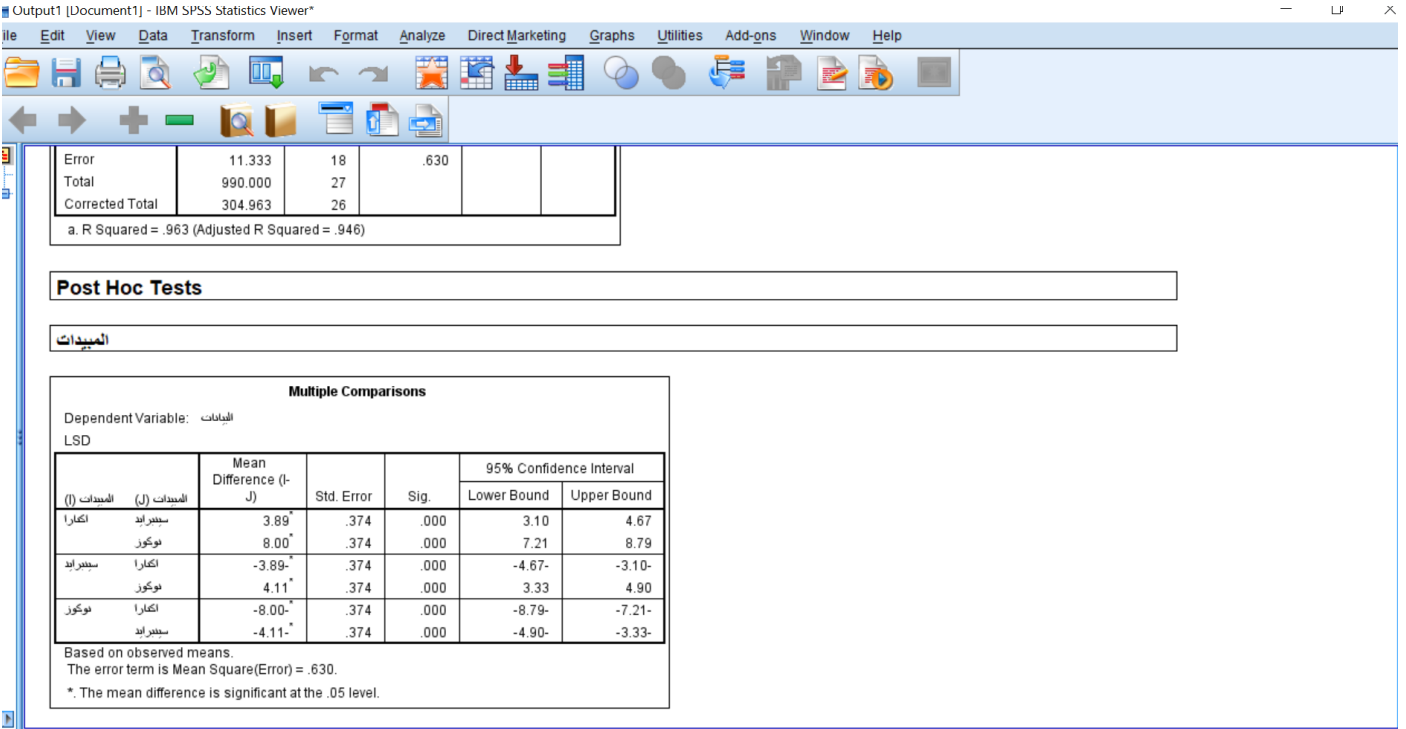 Output1 [Document1] - IBM SPSS Statistics Viewer*
ile Edit View Data Transform Insert Format Analyze Direct Marketing Graphs Utilities Add-ons Window Help
Error 11.333 18 .630
Total 990.000 27
Corrected Total 304.963 26
a. R Squared = .963 (Adjusted R Squared = .946)
Post Hoc Tests
المبيدات
Multiple Comparisons
Dependent Variable: البيانات
LSD
(I) المبيدات (J) المبيدات Mean Difference (I-J) Std. Error Sig. 95% Confidence Interval
Lower Bound Upper Bound
اكتارا سيبرايد 3.89* .374 .000 3.10 4.67
نوكوز 8.00* .374 .000 7.21 8.79
سيبرايد اكتارا -3.89-* .374 .000 -4.67- -3.10-
نوكوز 4.11* .374 .000 3.33 4.90
نوكوز اكتارا -8.00-* .374 .000 -8.79- -7.21-
سيبرايد -4.11-* .374 .000 -4.90- -3.33-
Based on observed means.
The error term is Mean Square(Error) = .630.
*. The mean difference is significant at the .05 level.